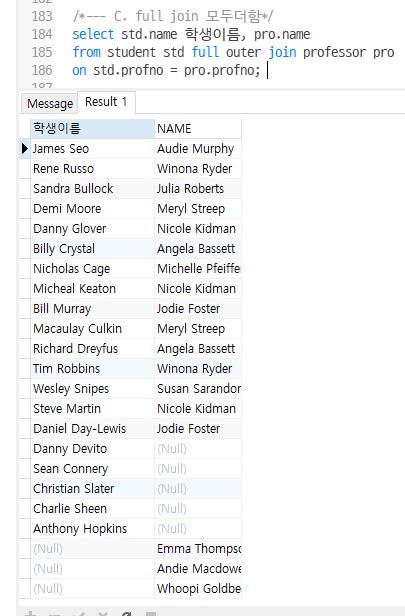 183 /*--- C. full join 모두더함*/
184 select std.name 학생이름, pro.name
185 from student std full outer join professor pro
186 on std.profno = pro.profno;
Message Result 1
학생이름 NAME
James Seo Audie Murphy
Rene Russo Winona Ryder
Sandra Bullock Julia Roberts
Demi Moore Meryl Streep
Danny Glover Nicole Kidman
Billy Crystal Angela Bassett
Nicholas Cage Michelle Pfeiffe
Micheal Keaton Nicole Kidman
Bill Murray Jodie Foster
Macaulay Culkin Meryl Streep
Richard Dreyfus Angela Bassett
Tim Robbins Winona Ryder
Wesley Snipes Susan Sarandor
Steve Martin Nicole Kidman
Daniel Day-Lewis Jodie Foster
Danny Devito (Null)
Sean Connery (Null)
Christian Slater (Null)
Charlie Sheen (Null)
Anthony Hopkins (Null)
(Null) Emma Thompsc
(Null) Andie Macdowe
(Null) Whoopi Goldbe